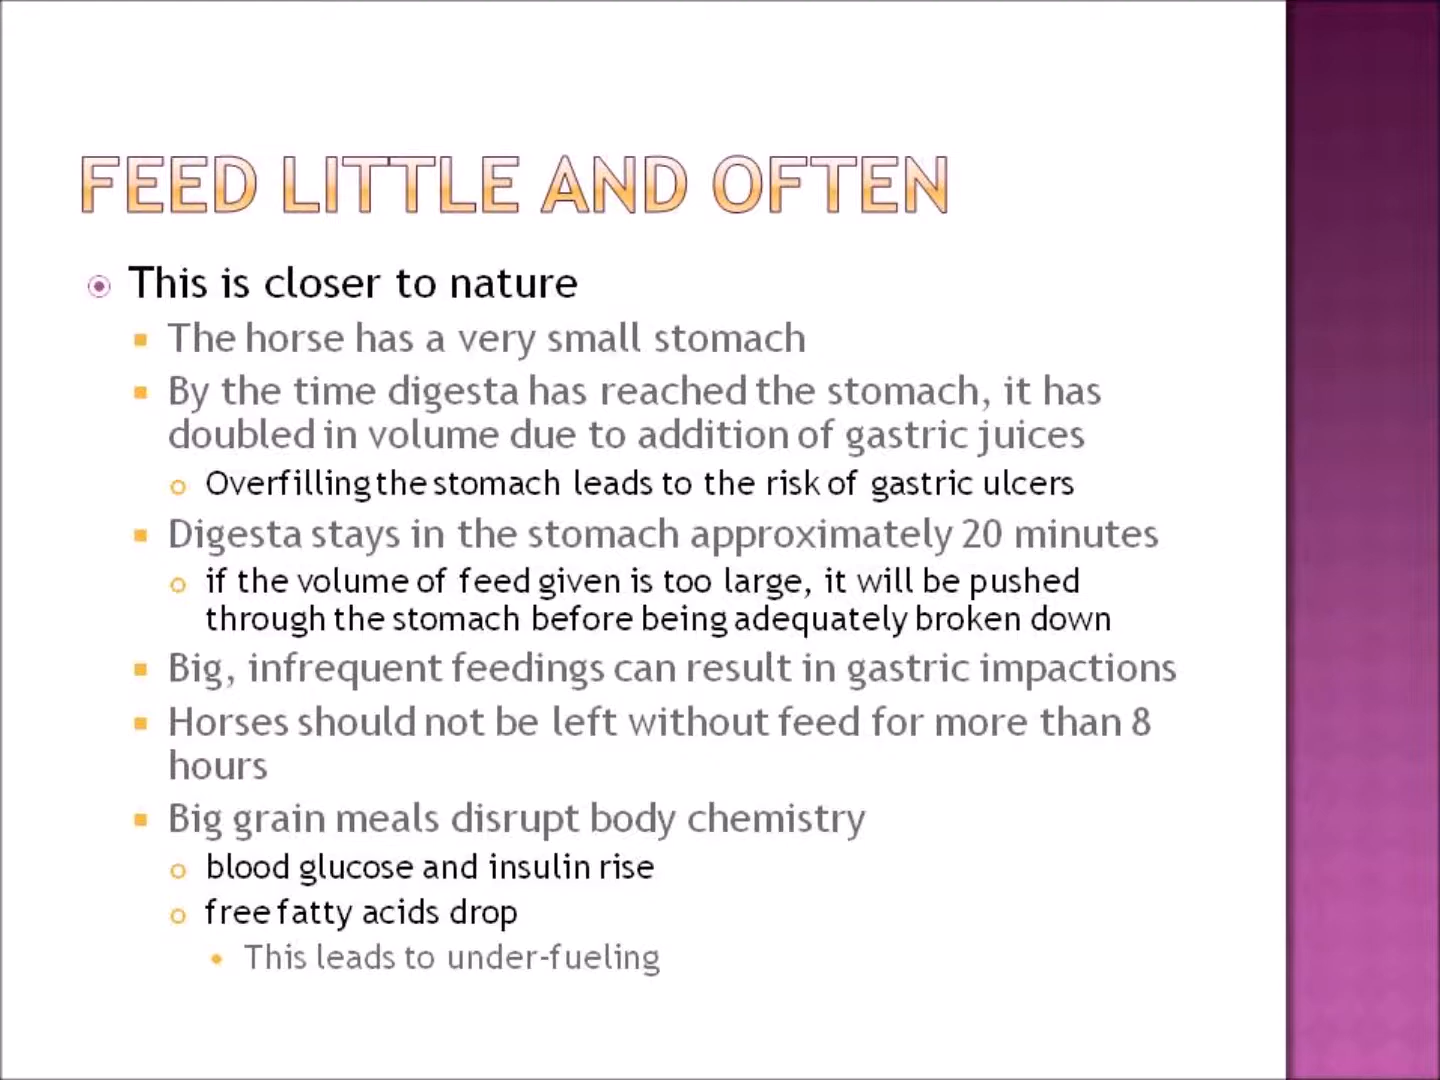 FEED LITTLE AND OFTEN
This is closer to nature
The horse has a very small stomach
By the time digesta has reached the stomach, it has
doubled in volume due to addition of gastric juices
Overfilling the stomach leads to the risk of gastric ulcers
Digesta stays in the stomach approximately 20 minutes
if the volume of feed given is too large, it will be pushed
through the stomach before being adequately broken down
Big, infrequent feedings can result in gastric impactions
Horses should not be left without feed for more than 8
hours
Big grain meals disrupt body chemistry
blood glucose and insulin rise
free fatty acids drop
This leads to under-fueling